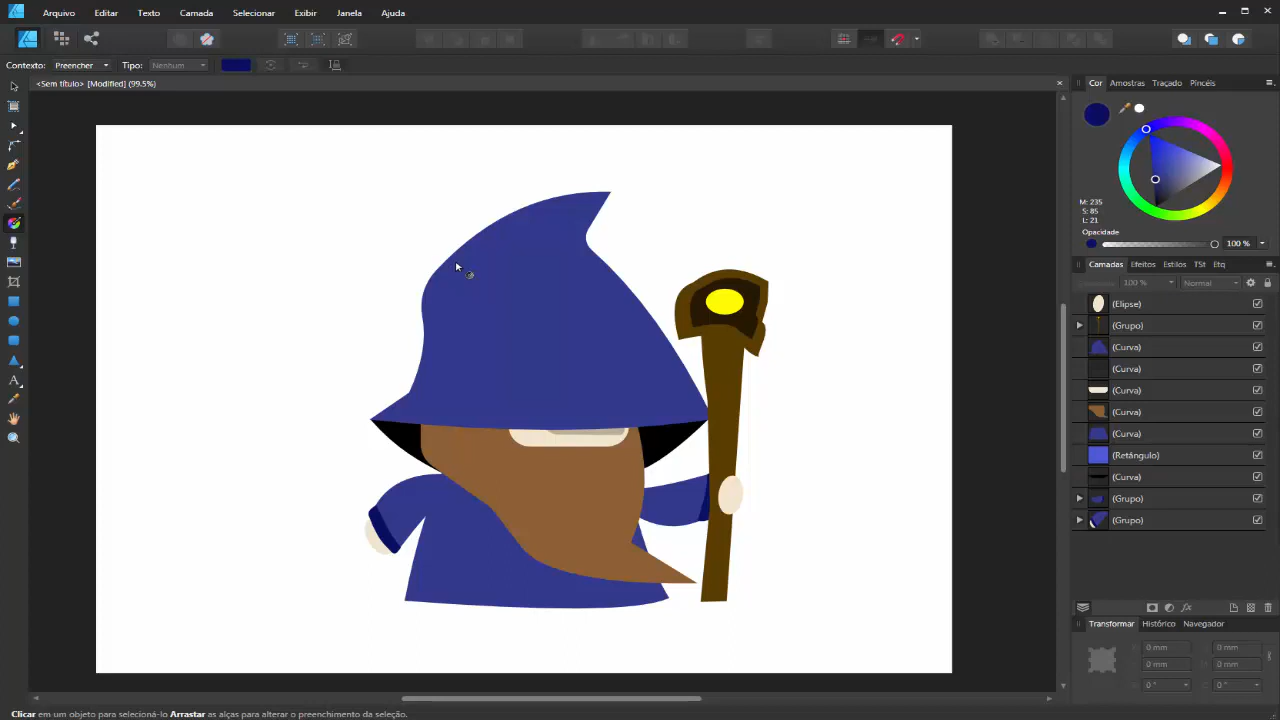 Arquivo Editar Texto Camada Selecionar Exibir Janela Ajuda
Contexto: Preencher Tipo: Nenhum
<Sem título> [Modified] (99.5%)
Cor Amostras Traçado Pincéis
M: 235
S: 85
L: 21
Opacidade
100 %
Camadas Efeitos Estilos TSt Etq
100 % Normal
(Elipse)
(Grupo)
(Curva)
(Curva)
(Curva)
(Curva)
(Curva)
(Retângulo)
(Curva)
(Grupo)
(Grupo)
Transformar Histórico Navegador
0 mm 0 mm
0 mm 0 mm
0 ° 0 °
Clicar em um objeto para selecioná-lo Arrastar as alças para alterar o preenchimento da seleção.